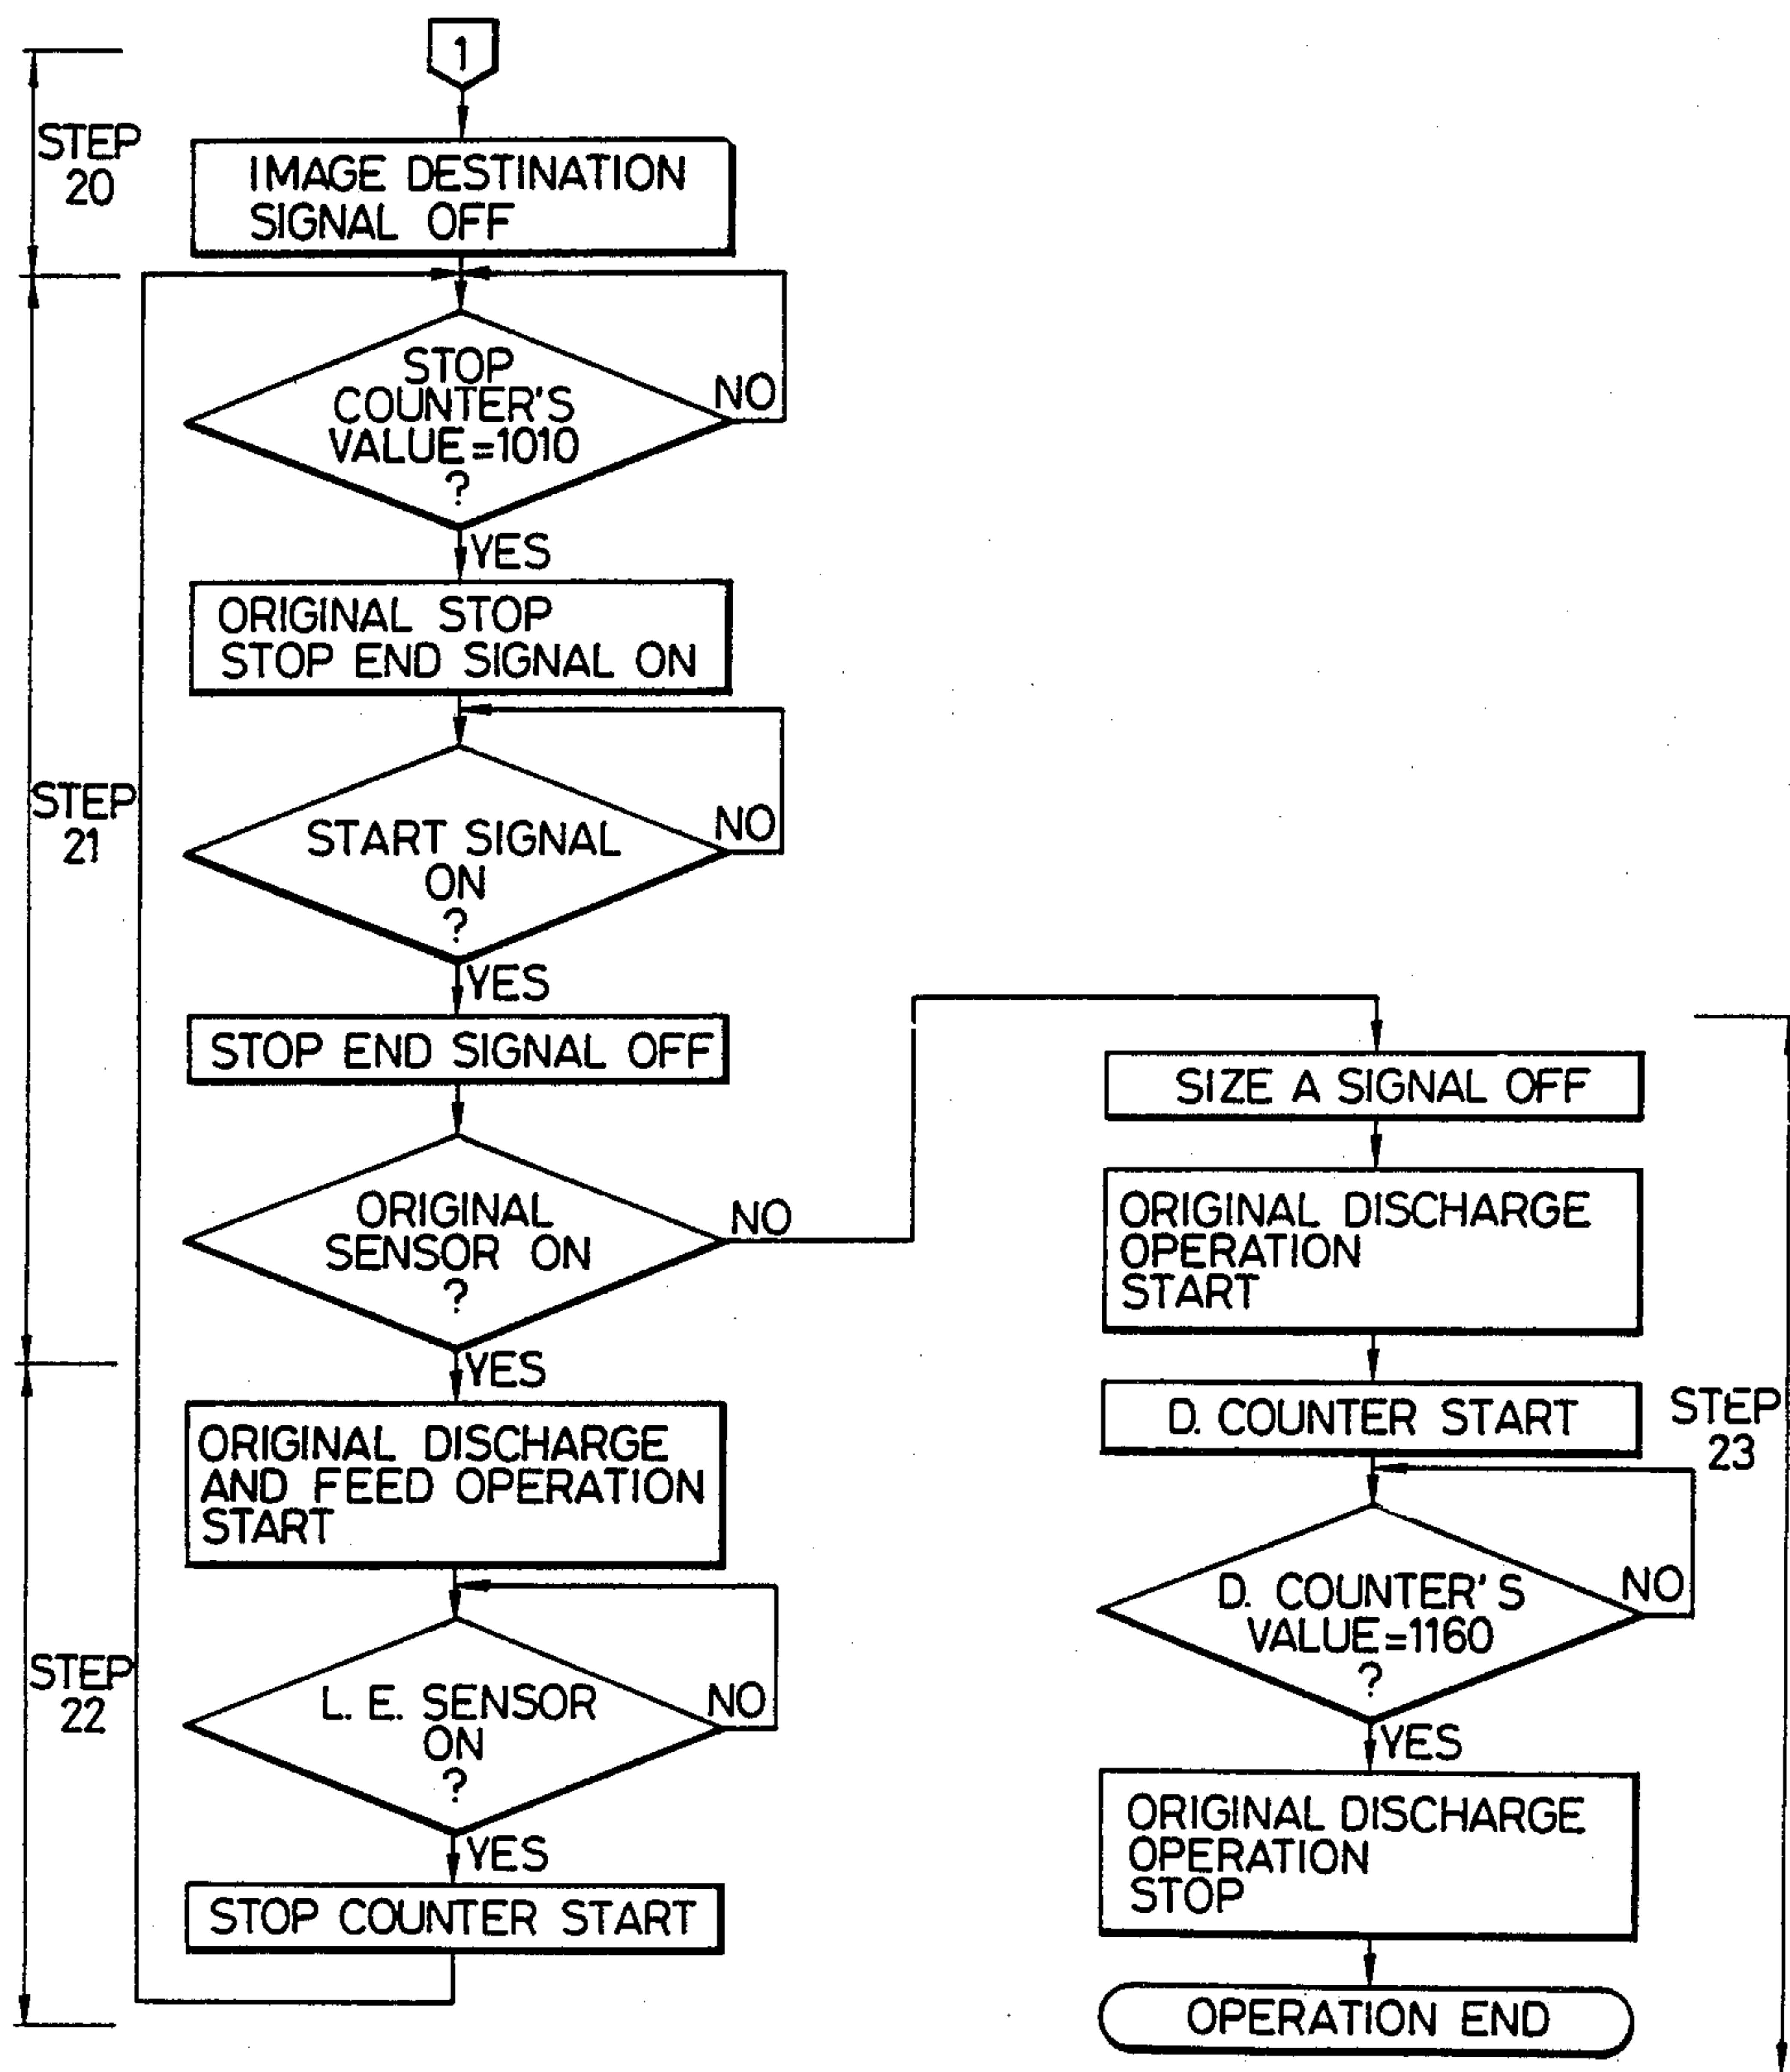 1
STEP
20
IMAGE DESTINATION
SIGNAL OFF
STOP
COUNTER'S
VALUE=1010
?
NO
YES
ORIGINAL STOP
STOP END SIGNAL ON
STEP
21
START SIGNAL
ON
?
NO
YES
STOP END SIGNAL OFF
ORIGINAL
SENSOR ON
?
NO
YES
STEP
22
ORIGINAL DISCHARGE
AND FEED OPERATION
START
L. E. SENSOR
ON
?
NO
YES
STOP COUNTER START
SIZE A SIGNAL OFF
ORIGINAL DISCHARGE
OPERATION
START
D. COUNTER START
STEP
23
D. COUNTER'S
VALUE=1160
?
NO
YES
ORIGINAL DISCHARGE
OPERATION
STOP
OPERATION END